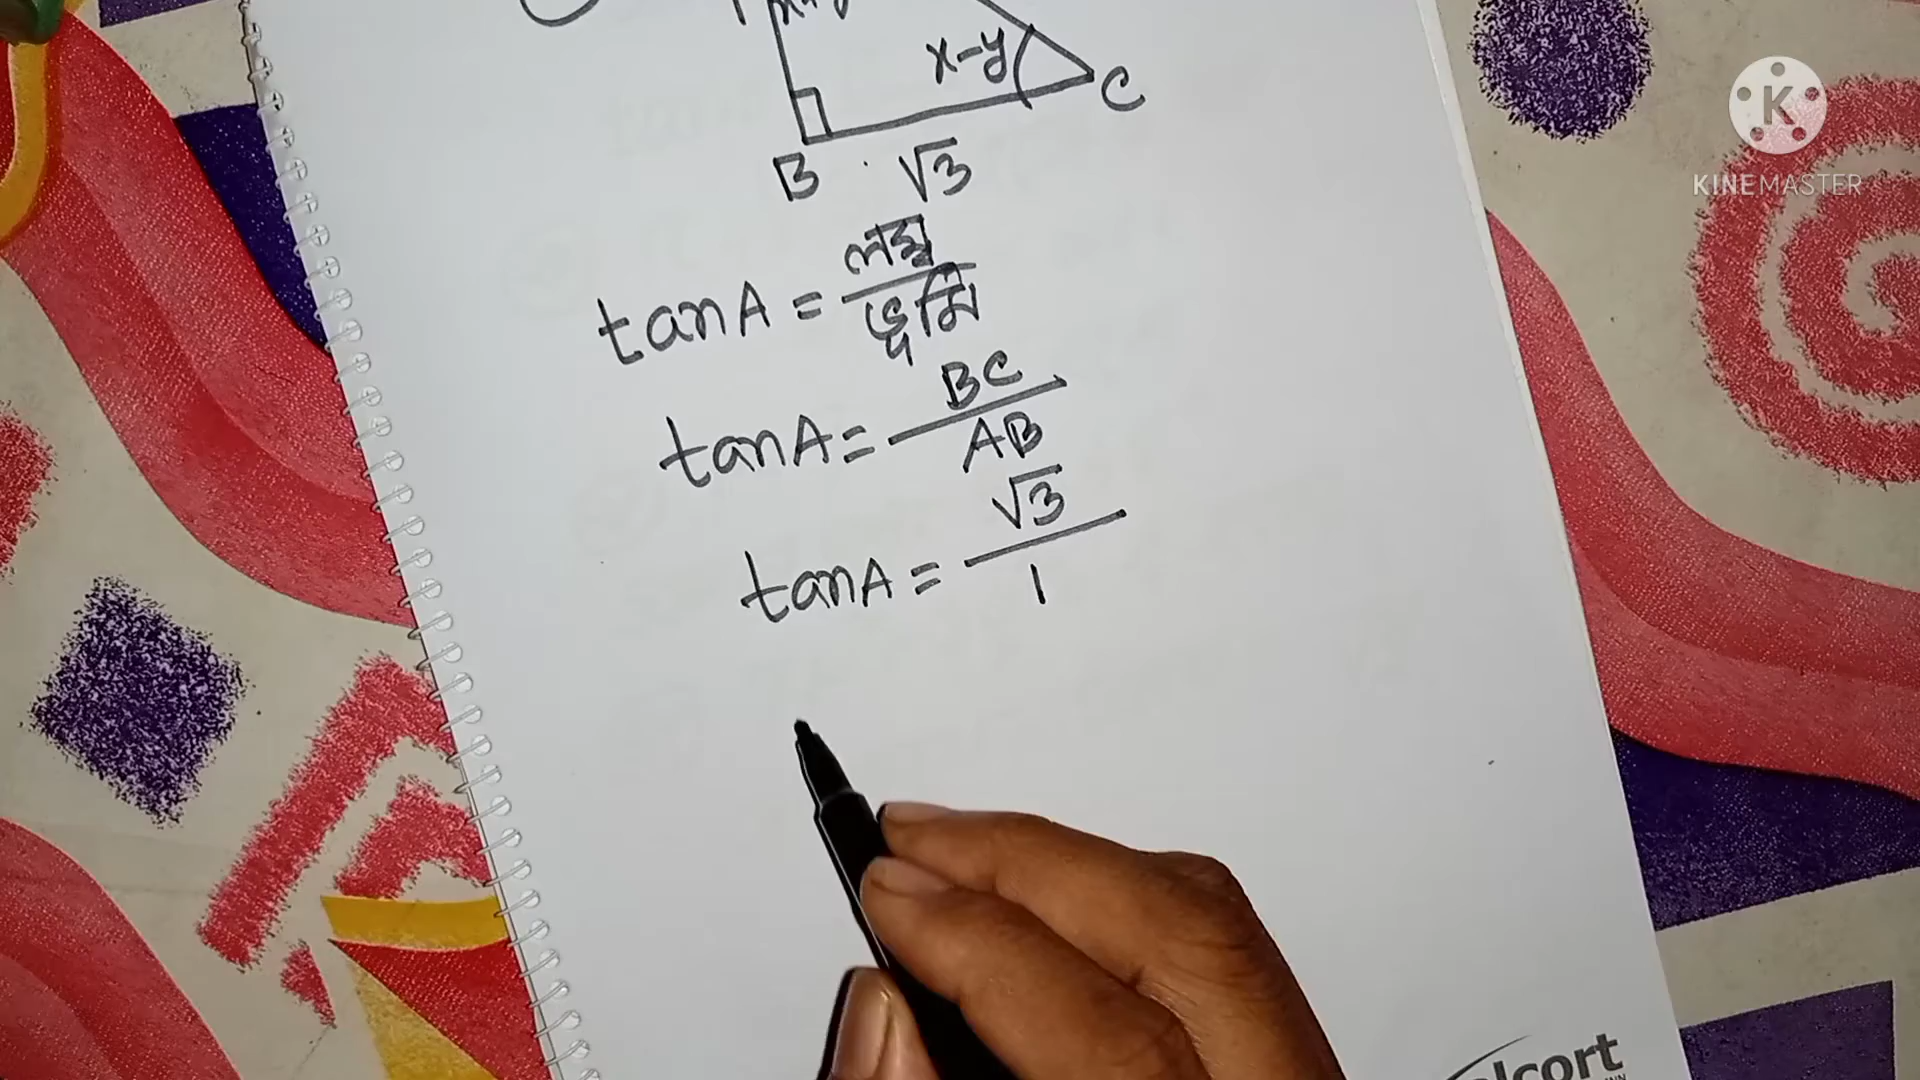 x-y
C
B √3
tanA = লম্ব/ভূমি
tanA = BC/AB
tanA = √3/1
KINEMASTER